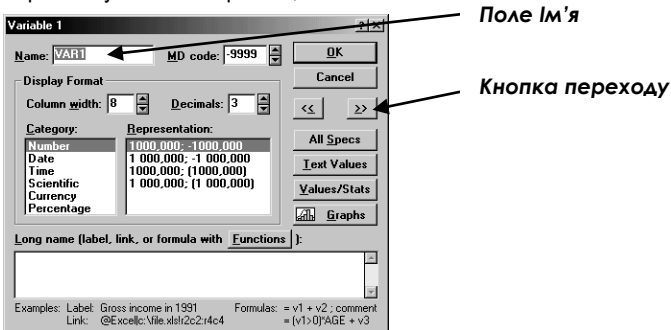 Поле Ім’я
Variable 1
Name: VAR1 MD code: -9999 OK
Cancel
Кнопка переходу
Display Format
Column width: 8 Decimals: 3 << >>
Category: Representation:
Number 1000,000; -1000,000 All Specs
Date 1 000,000; -1 000,000
Time 1000,000; (1000,000) Text Values
Scientific 1 000,000; (1 000,000)
Currency Values/Stats
Percentage
Graphs
Long name (label, link, or formula with Functions ):
Examples: Label: Gross income in 1991 Formulas: = v1 + v2 ; comment
Link: @Excel|c:\file.xls!r2c2:r4c4 = (v1>0)*AGE + v3